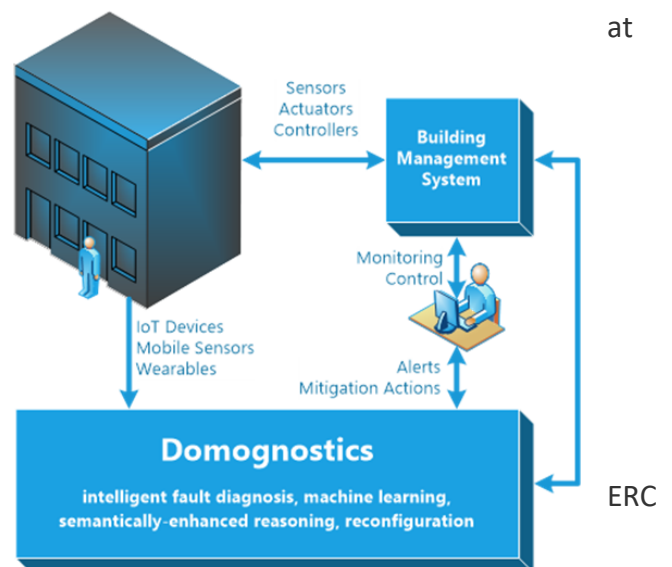 at
Sensors
Actuators
Controllers
Building
Management
System
Monitoring
Control
IoT Devices
Mobile Sensors
Wearables
Alerts
Mitigation Actions
Domognostics
intelligent fault diagnosis, machine learning,
semantically-enhanced reasoning, reconfiguration
ERC